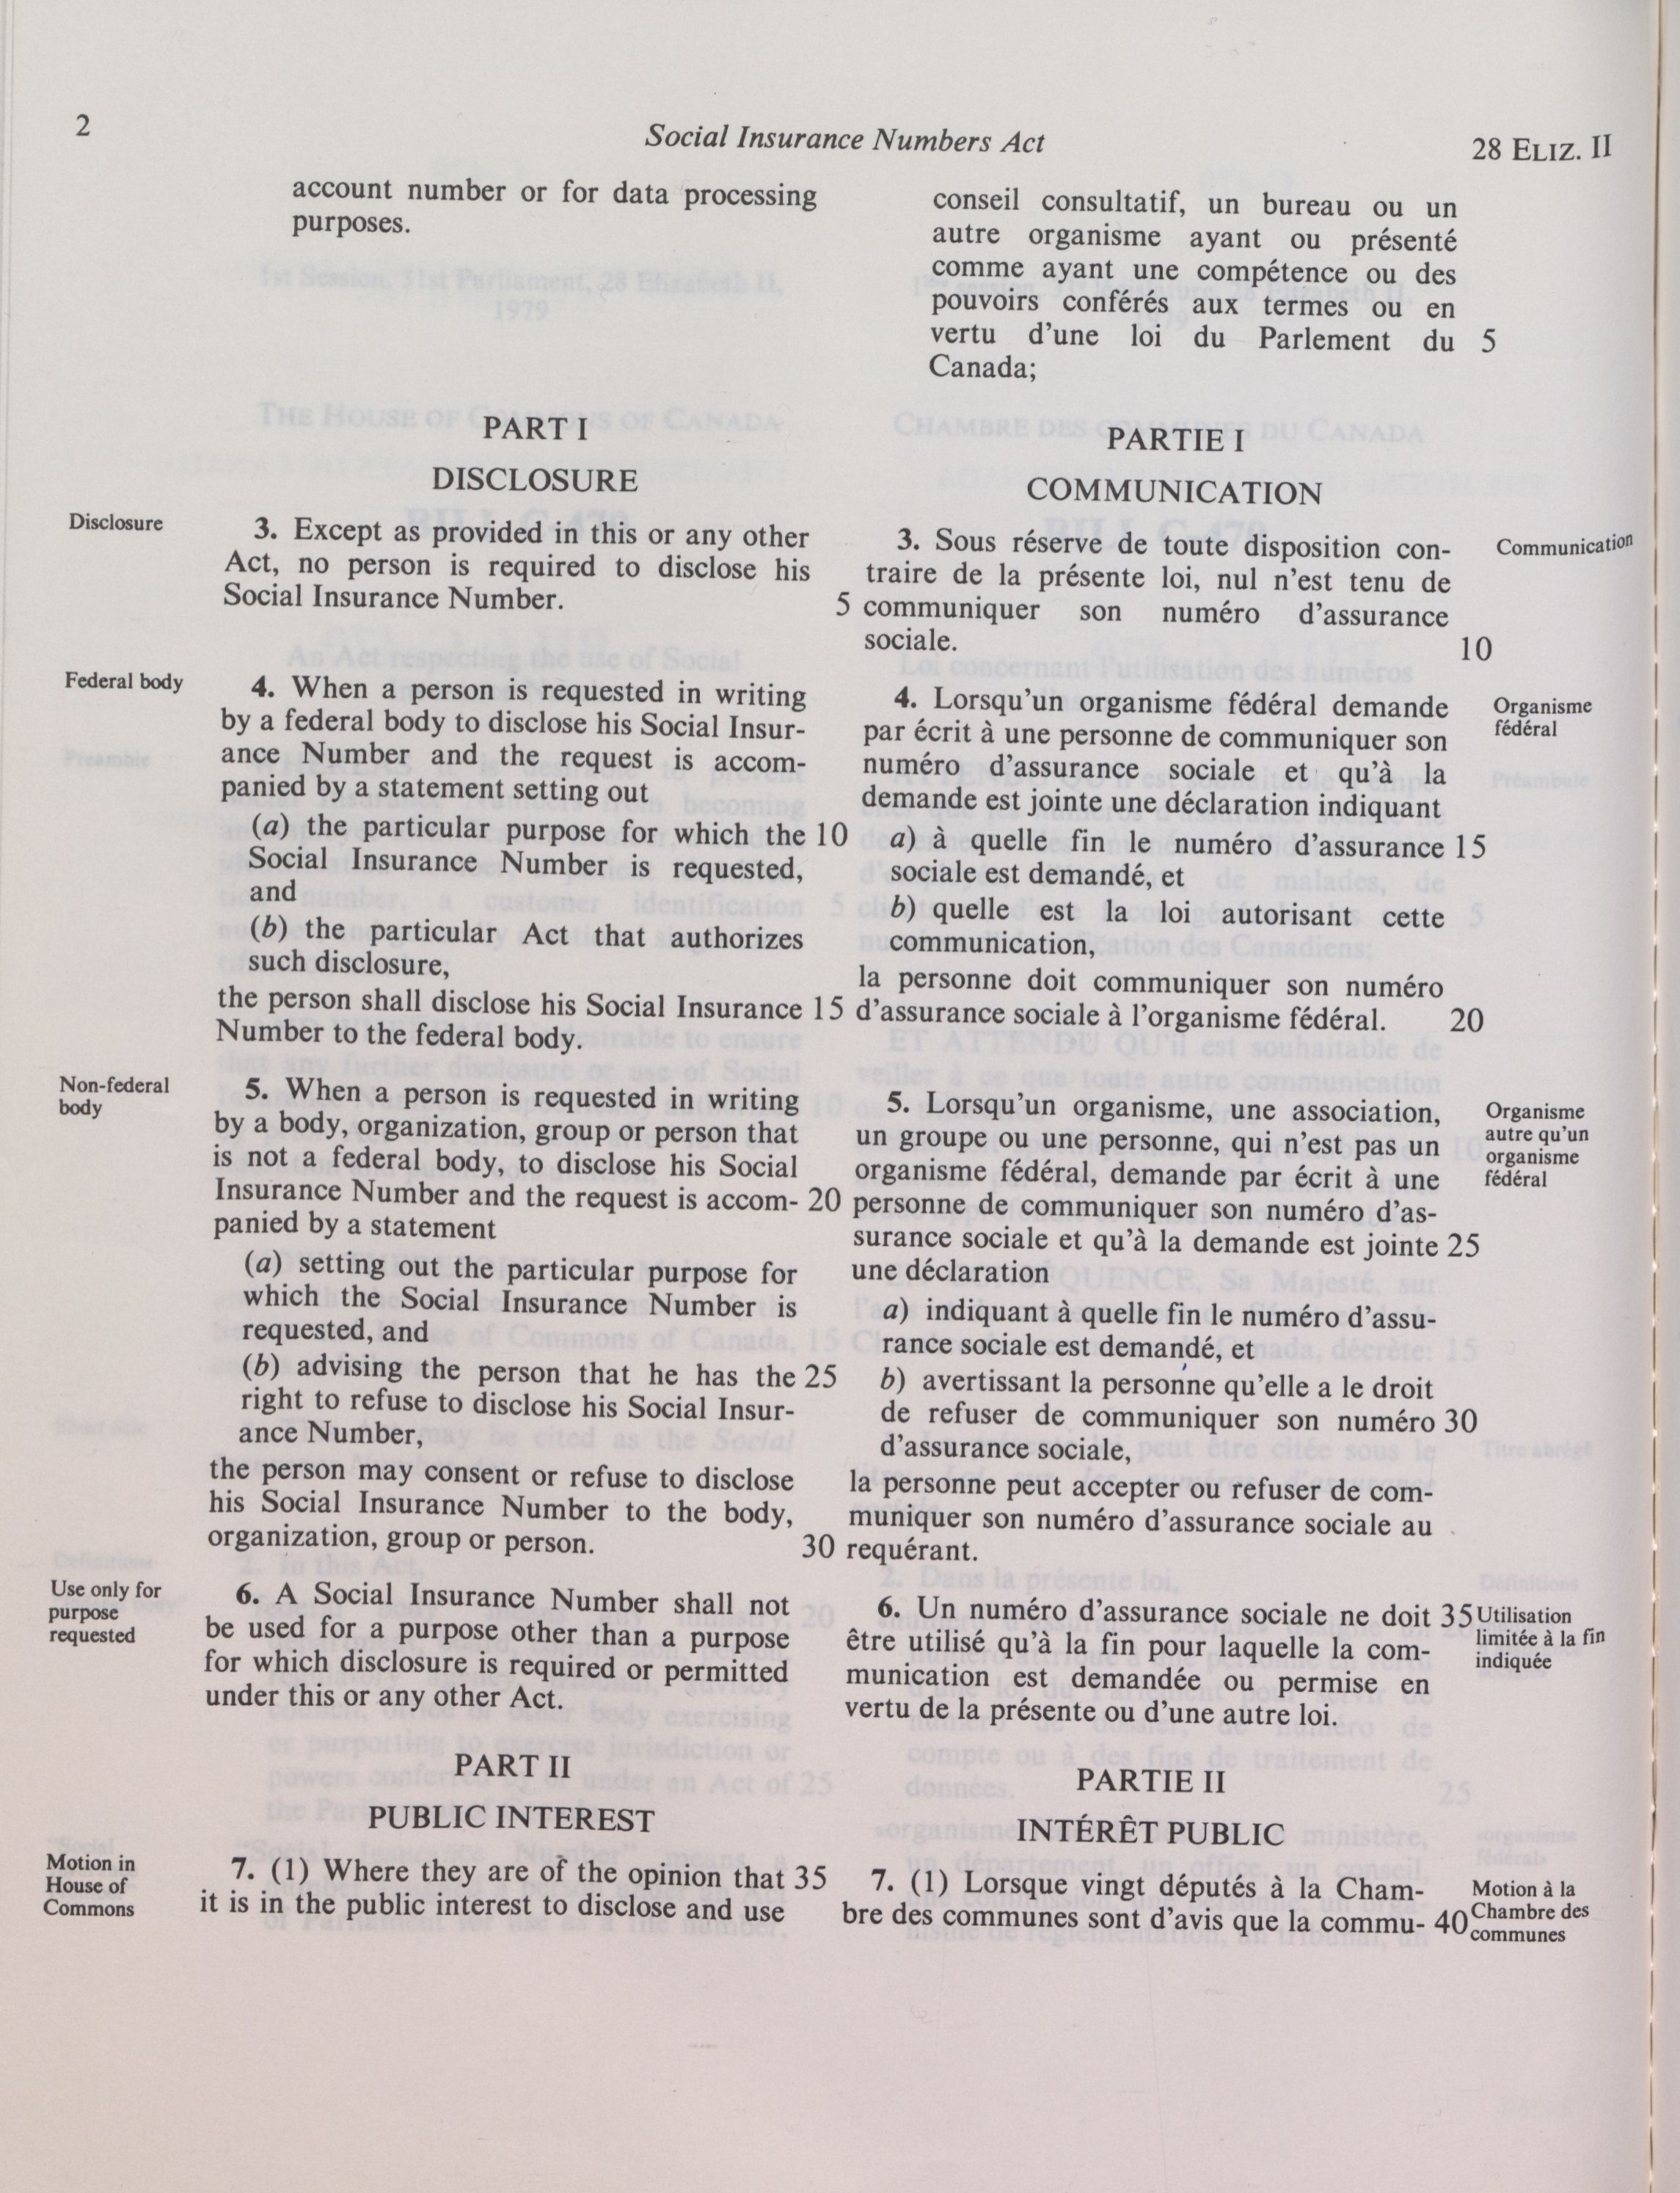 2
Social Insurance Numbers Act
28 ELIZ. II
account number or for data processing
purposes.
PART I
DISCLOSURE
Disclosure
3. Except as provided in this or any other
Act, no person is required to disclose his
Social Insurance Number. 5
Federal body
4. When a person is requested in writing
by a federal body to disclose his Social Insur-
ance Number and the request is accom-
panied by a statement setting out
(a) the particular purpose for which the 10
Social Insurance Number is requested,
and
(b) the particular Act that authorizes
such disclosure,
the person shall disclose his Social Insurance 15
Number to the federal body.
Non-federal
body
5. When a person is requested in writing
by a body, organization, group or person that
is not a federal body, to disclose his Social
Insurance Number and the request is accom- 20
panied by a statement
(a) setting out the particular purpose for
which the Social Insurance Number is
requested, and
(b) advising the person that he has the 25
right to refuse to disclose his Social Insur-
ance Number,
the person may consent or refuse to disclose
his Social Insurance Number to the body,
organization, group or person. 30
Use only for
purpose
requested
6. A Social Insurance Number shall not
be used for a purpose other than a purpose
for which disclosure is required or permitted
under this or any other Act.
PART II
PUBLIC INTEREST
Motion in
House of
Commons
7. (1) Where they are of the opinion that 35
it is in the public interest to disclose and use
conseil consultatif, un bureau ou un
autre organisme ayant ou présenté
comme ayant une compétence ou des
pouvoirs conférés aux termes ou en
vertu d'une loi du Parlement du 5
Canada;
PARTIE I
COMMUNICATION
3. Sous réserve de toute disposition con-
traire de la présente loi, nul n'est tenu de
communiquer son numéro d'assurance
sociale. 10
Communication
4. Lorsqu'un organisme fédéral demande
par écrit à une personne de communiquer son
numéro d'assurance sociale et qu'à la
demande est jointe une déclaration indiquant
a) à quelle fin le numéro d'assurance 15
sociale est demandé, et
b) quelle est la loi autorisant cette
communication,
la personne doit communiquer son numéro
d'assurance sociale à l'organisme fédéral. 20
Organisme
fédéral
5. Lorsqu'un organisme, une association,
un groupe ou une personne, qui n'est pas un
organisme fédéral, demande par écrit à une
personne de communiquer son numéro d'as-
surance sociale et qu'à la demande est jointe 25
une déclaration
a) indiquant à quelle fin le numéro d'assu-
rance sociale est demandé, et
b) avertissant la personne qu'elle a le droit
de refuser de communiquer son numéro 30
d'assurance sociale,
la personne peut accepter ou refuser de com-
muniquer son numéro d'assurance sociale au
requérant.
Organisme
autre qu'un
organisme
fédéral
6. Un numéro d'assurance sociale ne doit 35
être utilisé qu'à la fin pour laquelle la com-
munication est demandée ou permise en
vertu de la présente ou d'une autre loi.
Utilisation
limitée à la fin
indiquée
PARTIE II
INTÉRÊT PUBLIC
7. (1) Lorsque vingt députés à la Cham-
bre des communes sont d'avis que la commu- 40
Motion à la
Chambre des
communes